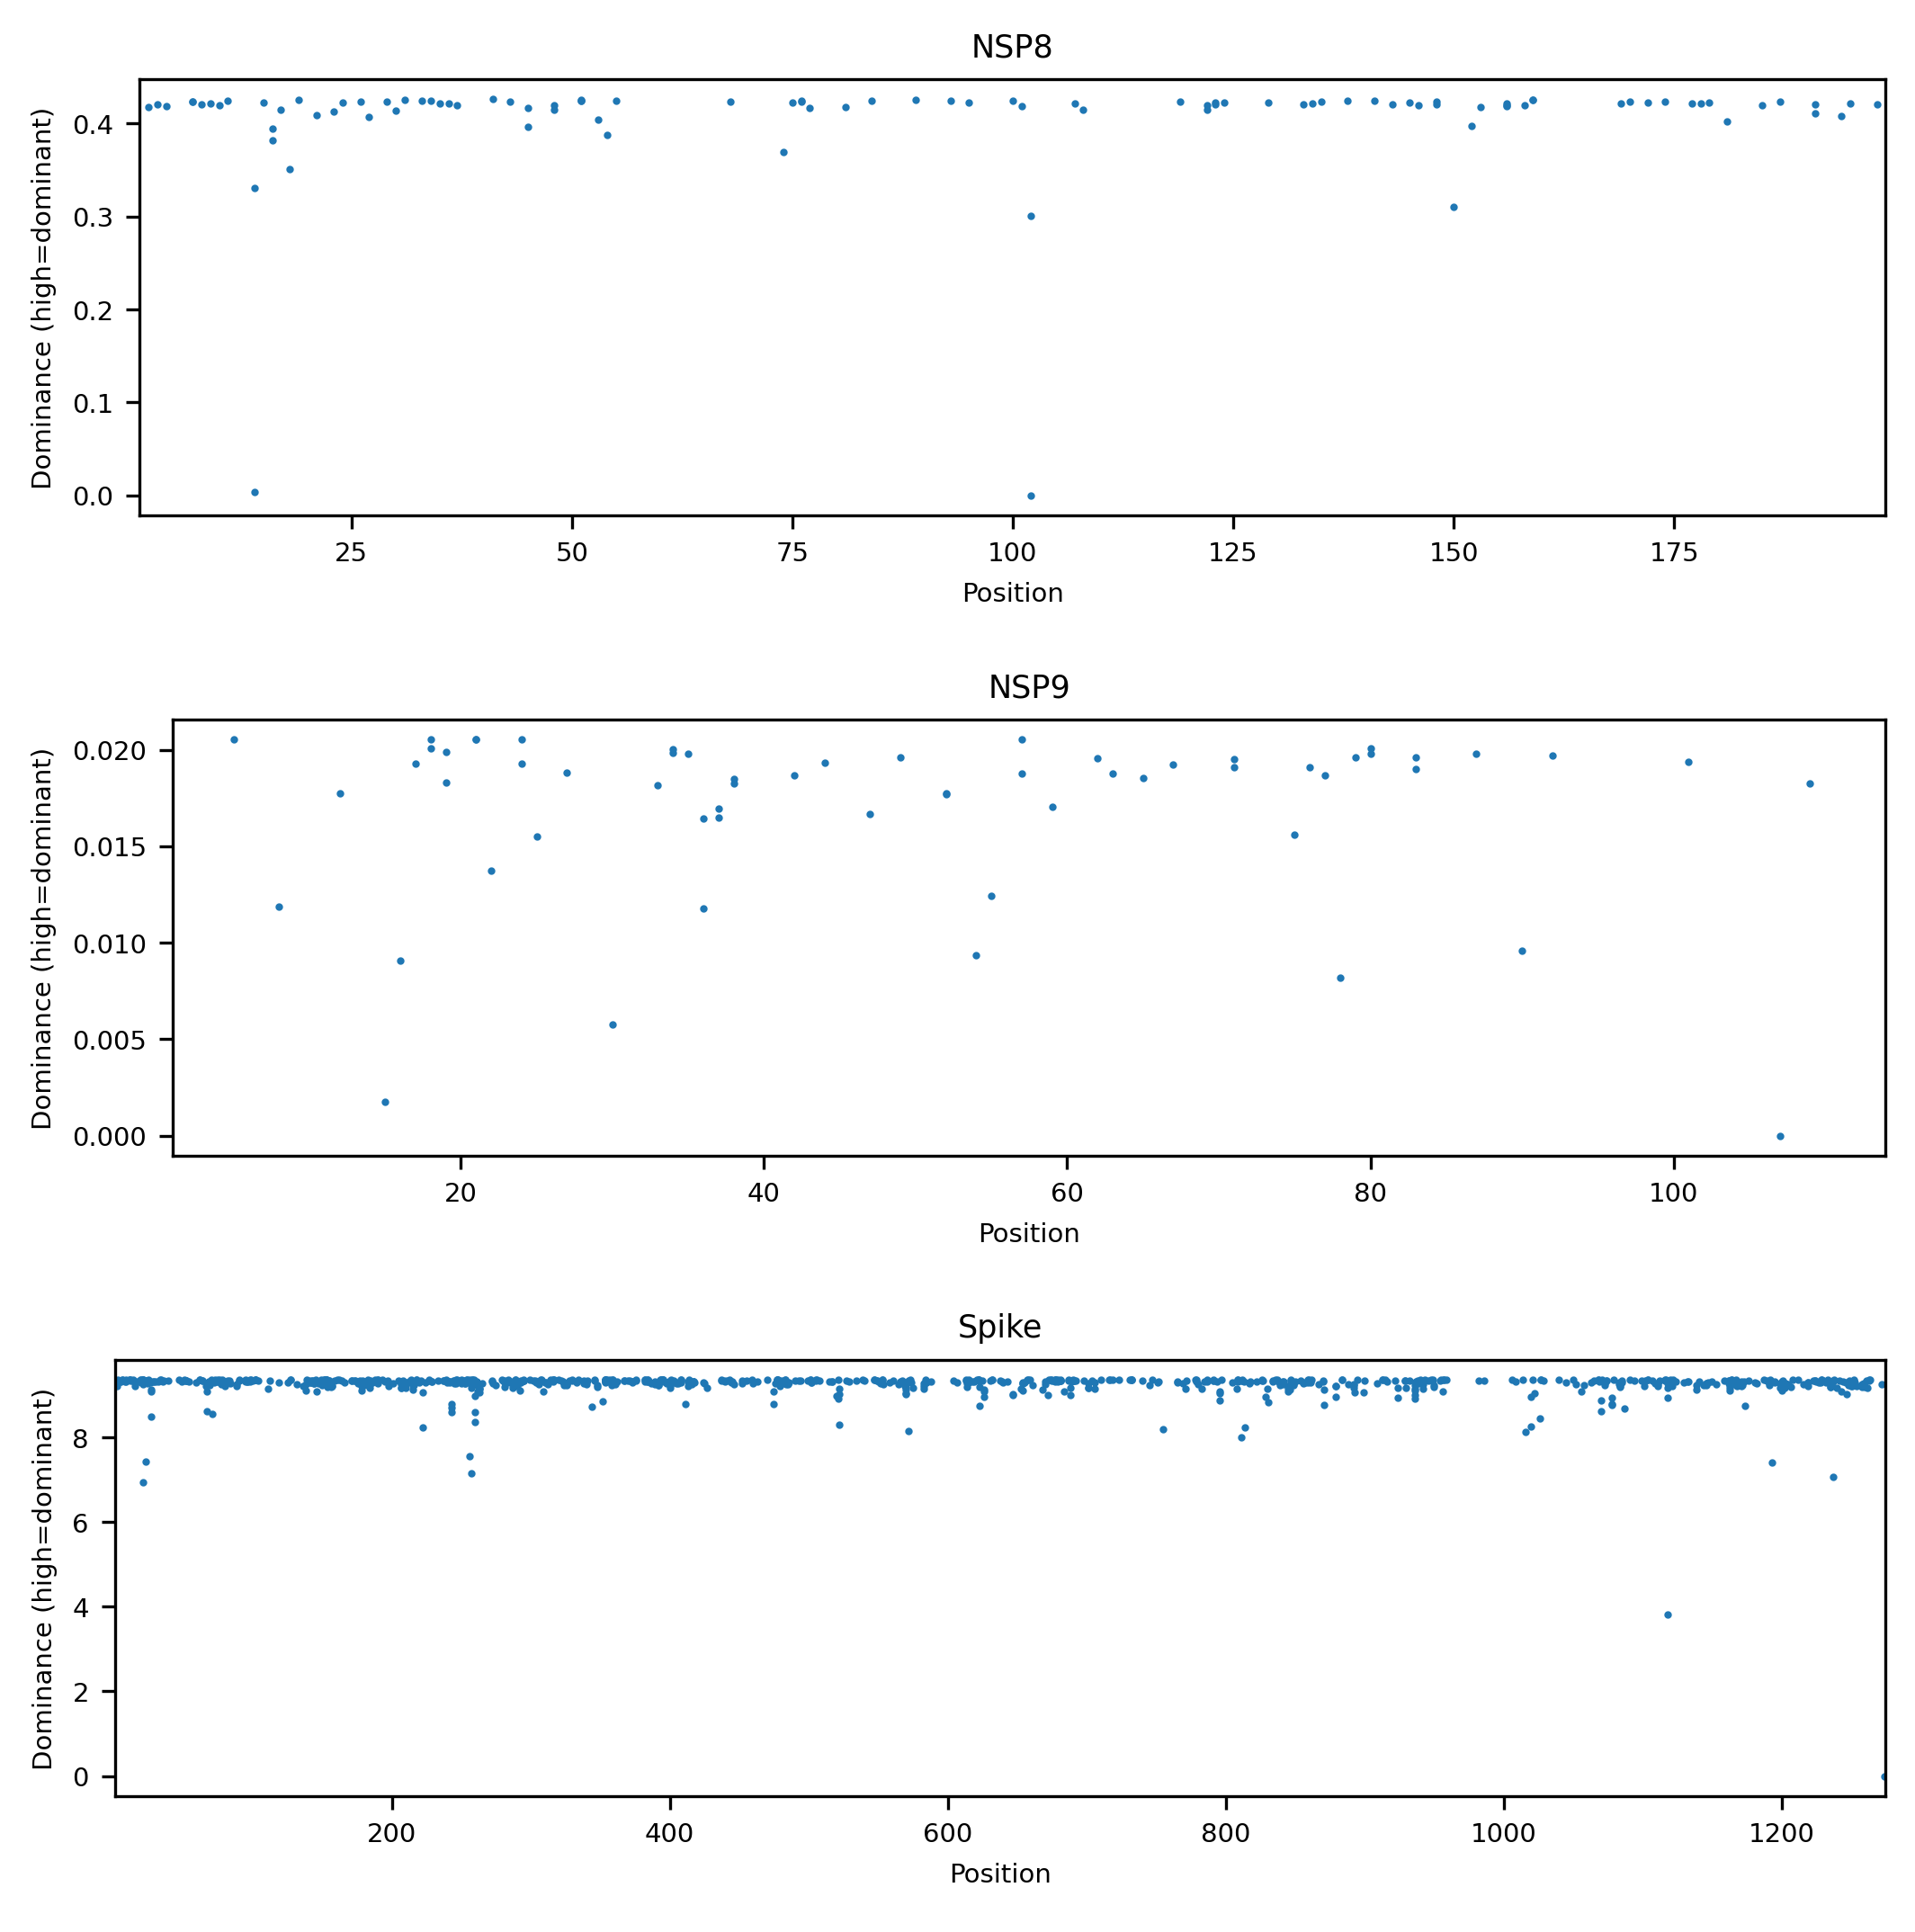 NSP8
Dominance (high=dominant)
0.4
0.3
0.2
0.1
0.0
25 50 75 100 125 150 175
Position
NSP9
Dominance (high=dominant)
0.020
0.015
0.010
0.005
0.000
20 40 60 80 100
Position
Spike
Dominance (high=dominant)
8
6
4
2
0
200 400 600 800 1000 1200
Position